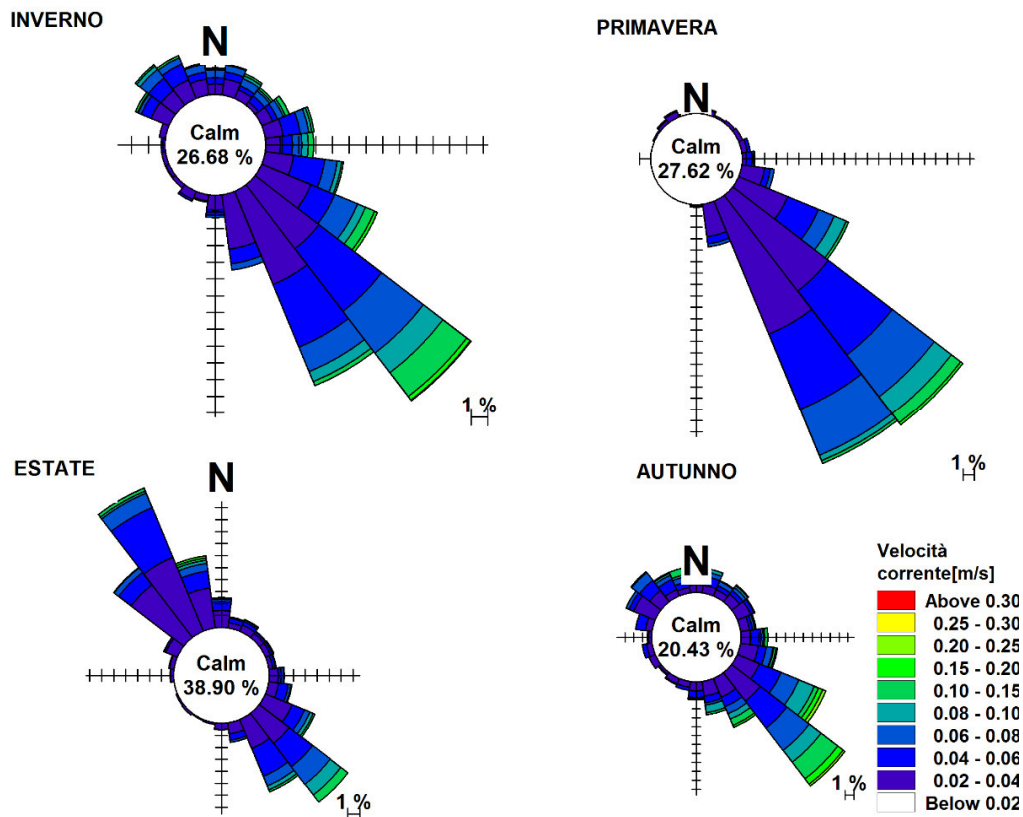 INVERNO
N
Calm
26.68 %
1 %
PRIMAVERA
N
Calm
27.62 %
1 %
ESTATE
N
Calm
38.90 %
1 %
AUTUNNO
N
Calm
20.43 %
1 %
Velocità
corrente[m/s]
Above 0.30
0.25 - 0.30
0.20 - 0.25
0.15 - 0.20
0.10 - 0.15
0.08 - 0.10
0.06 - 0.08
0.04 - 0.06
0.02 - 0.04
Below 0.02